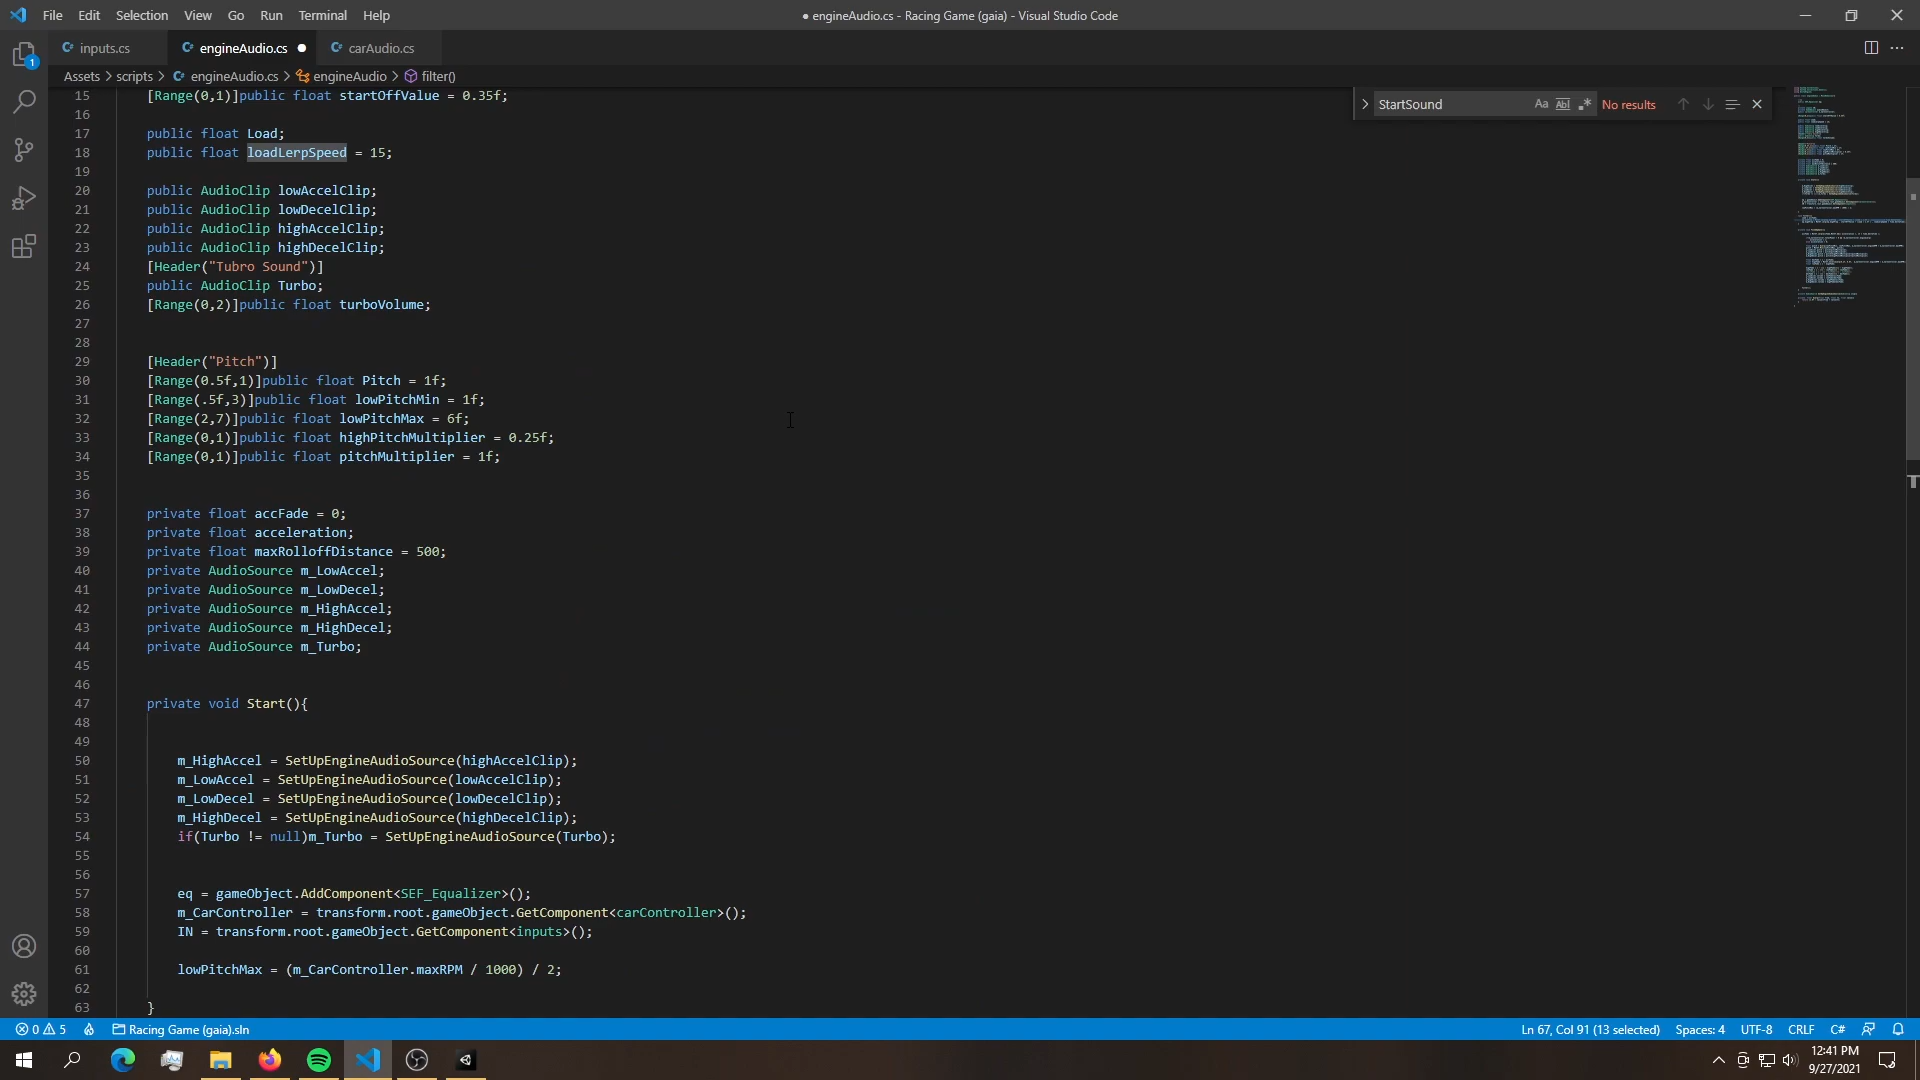 File Edit Selection View Go Run Terminal Help
● engineAudio.cs - Racing Game (gaia) - Visual Studio Code
inputs.cs engineAudio.cs ● carAudio.cs
Assets > scripts > engineAudio.cs > engineAudio > filter()
StartSound Aa Abl No results
15 [Range(0,1)]public float startOffValue = 0.35f;
16
17 public float Load;
18 public float loadLerpSpeed = 15;
19
20 public AudioClip lowAccelClip;
21 public AudioClip lowDecelClip;
22 public AudioClip highAccelClip;
23 public AudioClip highDecelClip;
24 [Header("Tubro Sound")]
25 public AudioClip Turbo;
26 [Range(0,2)]public float turboVolume;
27
28
29 [Header("Pitch")]
30 [Range(0.5f,1)]public float Pitch = 1f;
31 [Range(.5f,3)]public float lowPitchMin = 1f;
32 [Range(2,7)]public float lowPitchMax = 6f;
33 [Range(0,1)]public float highPitchMultiplier = 0.25f;
34 [Range(0,1)]public float pitchMultiplier = 1f;
35
36
37 private float accFade = 0;
38 private float acceleration;
39 private float maxRolloffDistance = 500;
40 private AudioSource m_LowAccel;
41 private AudioSource m_LowDecel;
42 private AudioSource m_HighAccel;
43 private AudioSource m_HighDecel;
44 private AudioSource m_Turbo;
45
46
47 private void Start(){
48
49
50 m_HighAccel = SetUpEngineAudioSource(highAccelClip);
51 m_LowAccel = SetUpEngineAudioSource(lowAccelClip);
52 m_LowDecel = SetUpEngineAudioSource(lowDecelClip);
53 m_HighDecel = SetUpEngineAudioSource(highDecelClip);
54 if(Turbo != null)m_Turbo = SetUpEngineAudioSource(Turbo);
55
56
57 eq = gameObject.AddComponent<SEF_Equalizer>();
58 m_CarController = transform.root.gameObject.GetComponent<carController>();
59 IN = transform.root.gameObject.GetComponent<inputs>();
60
61 lowPitchMax = (m_CarController.maxRPM / 1000) / 2;
62
63 }
1
0 5 Racing Game (gaia).sln Ln 67, Col 91 (13 selected) Spaces: 4 UTF-8 CRLF C#
12:41 PM
9/27/2021